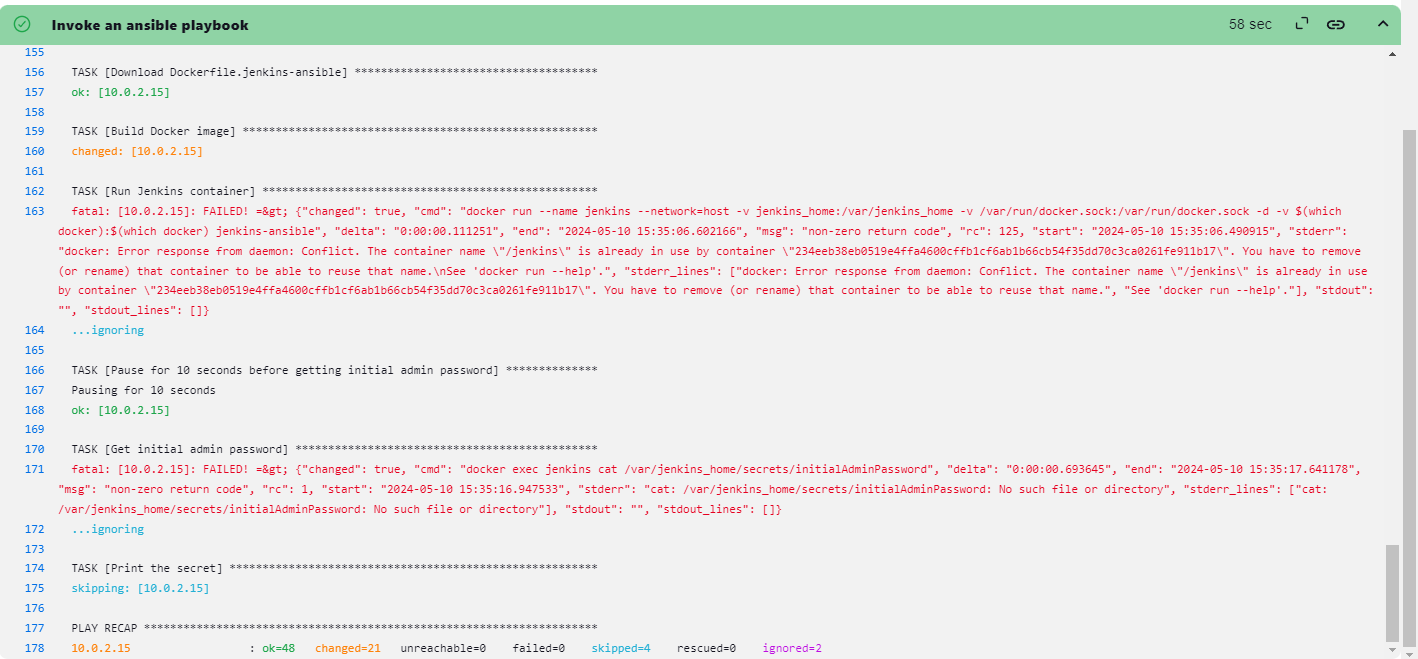 Invoke an ansible playbook 58 sec
155
156 TASK [Download Dockerfile.jenkins-ansible] *************************************
157 ok: [10.0.2.15]
158
159 TASK [Build Docker image] ******************************************************
160 changed: [10.0.2.15]
161
162 TASK [Run Jenkins container] ***************************************************
163 fatal: [10.0.2.15]: FAILED! =&gt; {"changed": true, "cmd": "docker run --name jenkins --network=host -v jenkins_home:/var/jenkins_home -v /var/run/docker.sock:/var/run/docker.sock -d -v $(which
docker):$(which docker) jenkins-ansible", "delta": "0:00:00.111251", "end": "2024-05-10 15:35:06.602166", "msg": "non-zero return code", "rc": 125, "start": "2024-05-10 15:35:06.490915", "stderr":
"docker: Error response from daemon: Conflict. The container name \"/jenkins\" is already in use by container \"234eeb38eb0519e4ffa4600cffb1cf6ab1b66cb54f35dd70c3ca0261fe911b17\". You have to remove
(or rename) that container to be able to reuse that name.\nSee 'docker run --help'.", "stderr_lines": ["docker: Error response from daemon: Conflict. The container name \"/jenkins\" is already in use
by container \"234eeb38eb0519e4ffa4600cffb1cf6ab1b66cb54f35dd70c3ca0261fe911b17\". You have to remove (or rename) that container to be able to reuse that name.", "See 'docker run --help'."], "stdout":
"", "stdout_lines": []}
164 ...ignoring
165
166 TASK [Pause for 10 seconds before getting initial admin password] **************
167 Pausing for 10 seconds
168 ok: [10.0.2.15]
169
170 TASK [Get initial admin password] **********************************************
171 fatal: [10.0.2.15]: FAILED! =&gt; {"changed": true, "cmd": "docker exec jenkins cat /var/jenkins_home/secrets/initialAdminPassword", "delta": "0:00:00.693645", "end": "2024-05-10 15:35:17.641178",
"msg": "non-zero return code", "rc": 1, "start": "2024-05-10 15:35:16.947533", "stderr": "cat: /var/jenkins_home/secrets/initialAdminPassword: No such file or directory", "stderr_lines": ["cat:
/var/jenkins_home/secrets/initialAdminPassword: No such file or directory"], "stdout": "", "stdout_lines": []}
172 ...ignoring
173
174 TASK [Print the secret] ********************************************************
175 skipping: [10.0.2.15]
176
177 PLAY RECAP *********************************************************************
178 10.0.2.15 : ok=48 changed=21 unreachable=0 failed=0 skipped=4 rescued=0 ignored=2